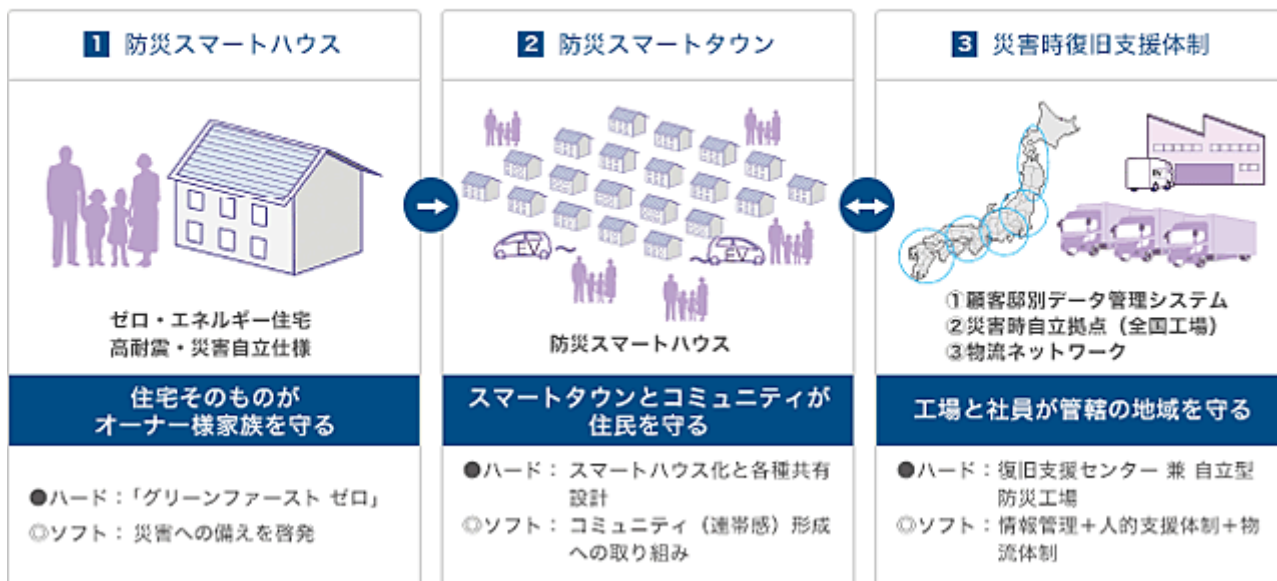 1 防災スマートハウス
ゼロ・エネルギー住宅
高耐震・災害自立仕様
住宅そのものが
オーナー様家族を守る
●ハード：「グリーンファースト ゼロ」
◎ソフト：災害への備えを啓発
2 防災スマートタウン
EV
EV
防災スマートハウス
スマートタウンとコミュニティが
住民を守る
●ハード： スマートハウス化と各種共有
設計
◎ソフト： コミュニティ（連帯感）形成
への取り組み
3 災害時復旧支援体制
①顧客邸別データ管理システム
②災害時自立拠点（全国工場）
③物流ネットワーク
工場と社員が管轄の地域を守る
●ハード：復旧支援センター 兼 自立型
防災工場
◎ソフト：情報管理＋人的支援体制＋物
流体制